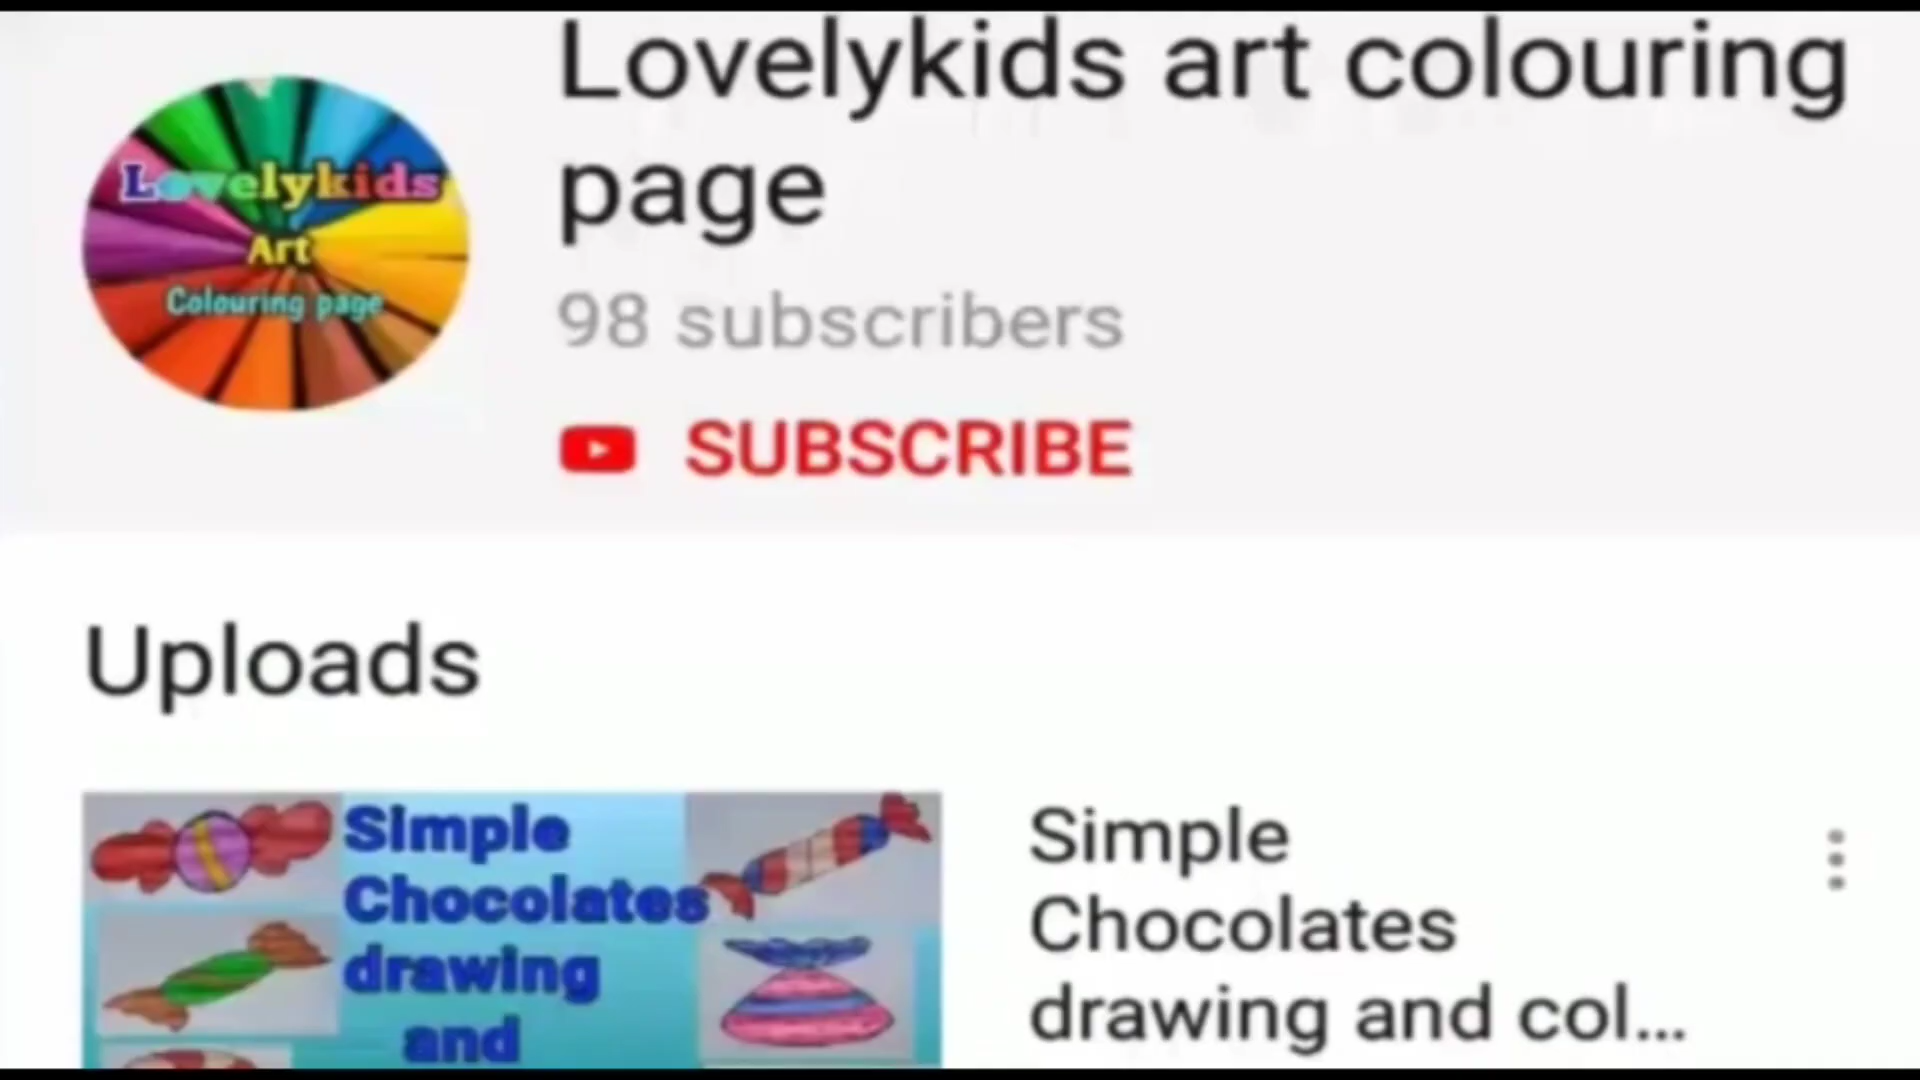 Lovelykids art colouring
page
98 subscribers
SUBSCRIBE
Lovelykids
Art
Colouring page
Uploads
Simple
Chocolates
drawing
and
Simple
Chocolates
drawing and col...